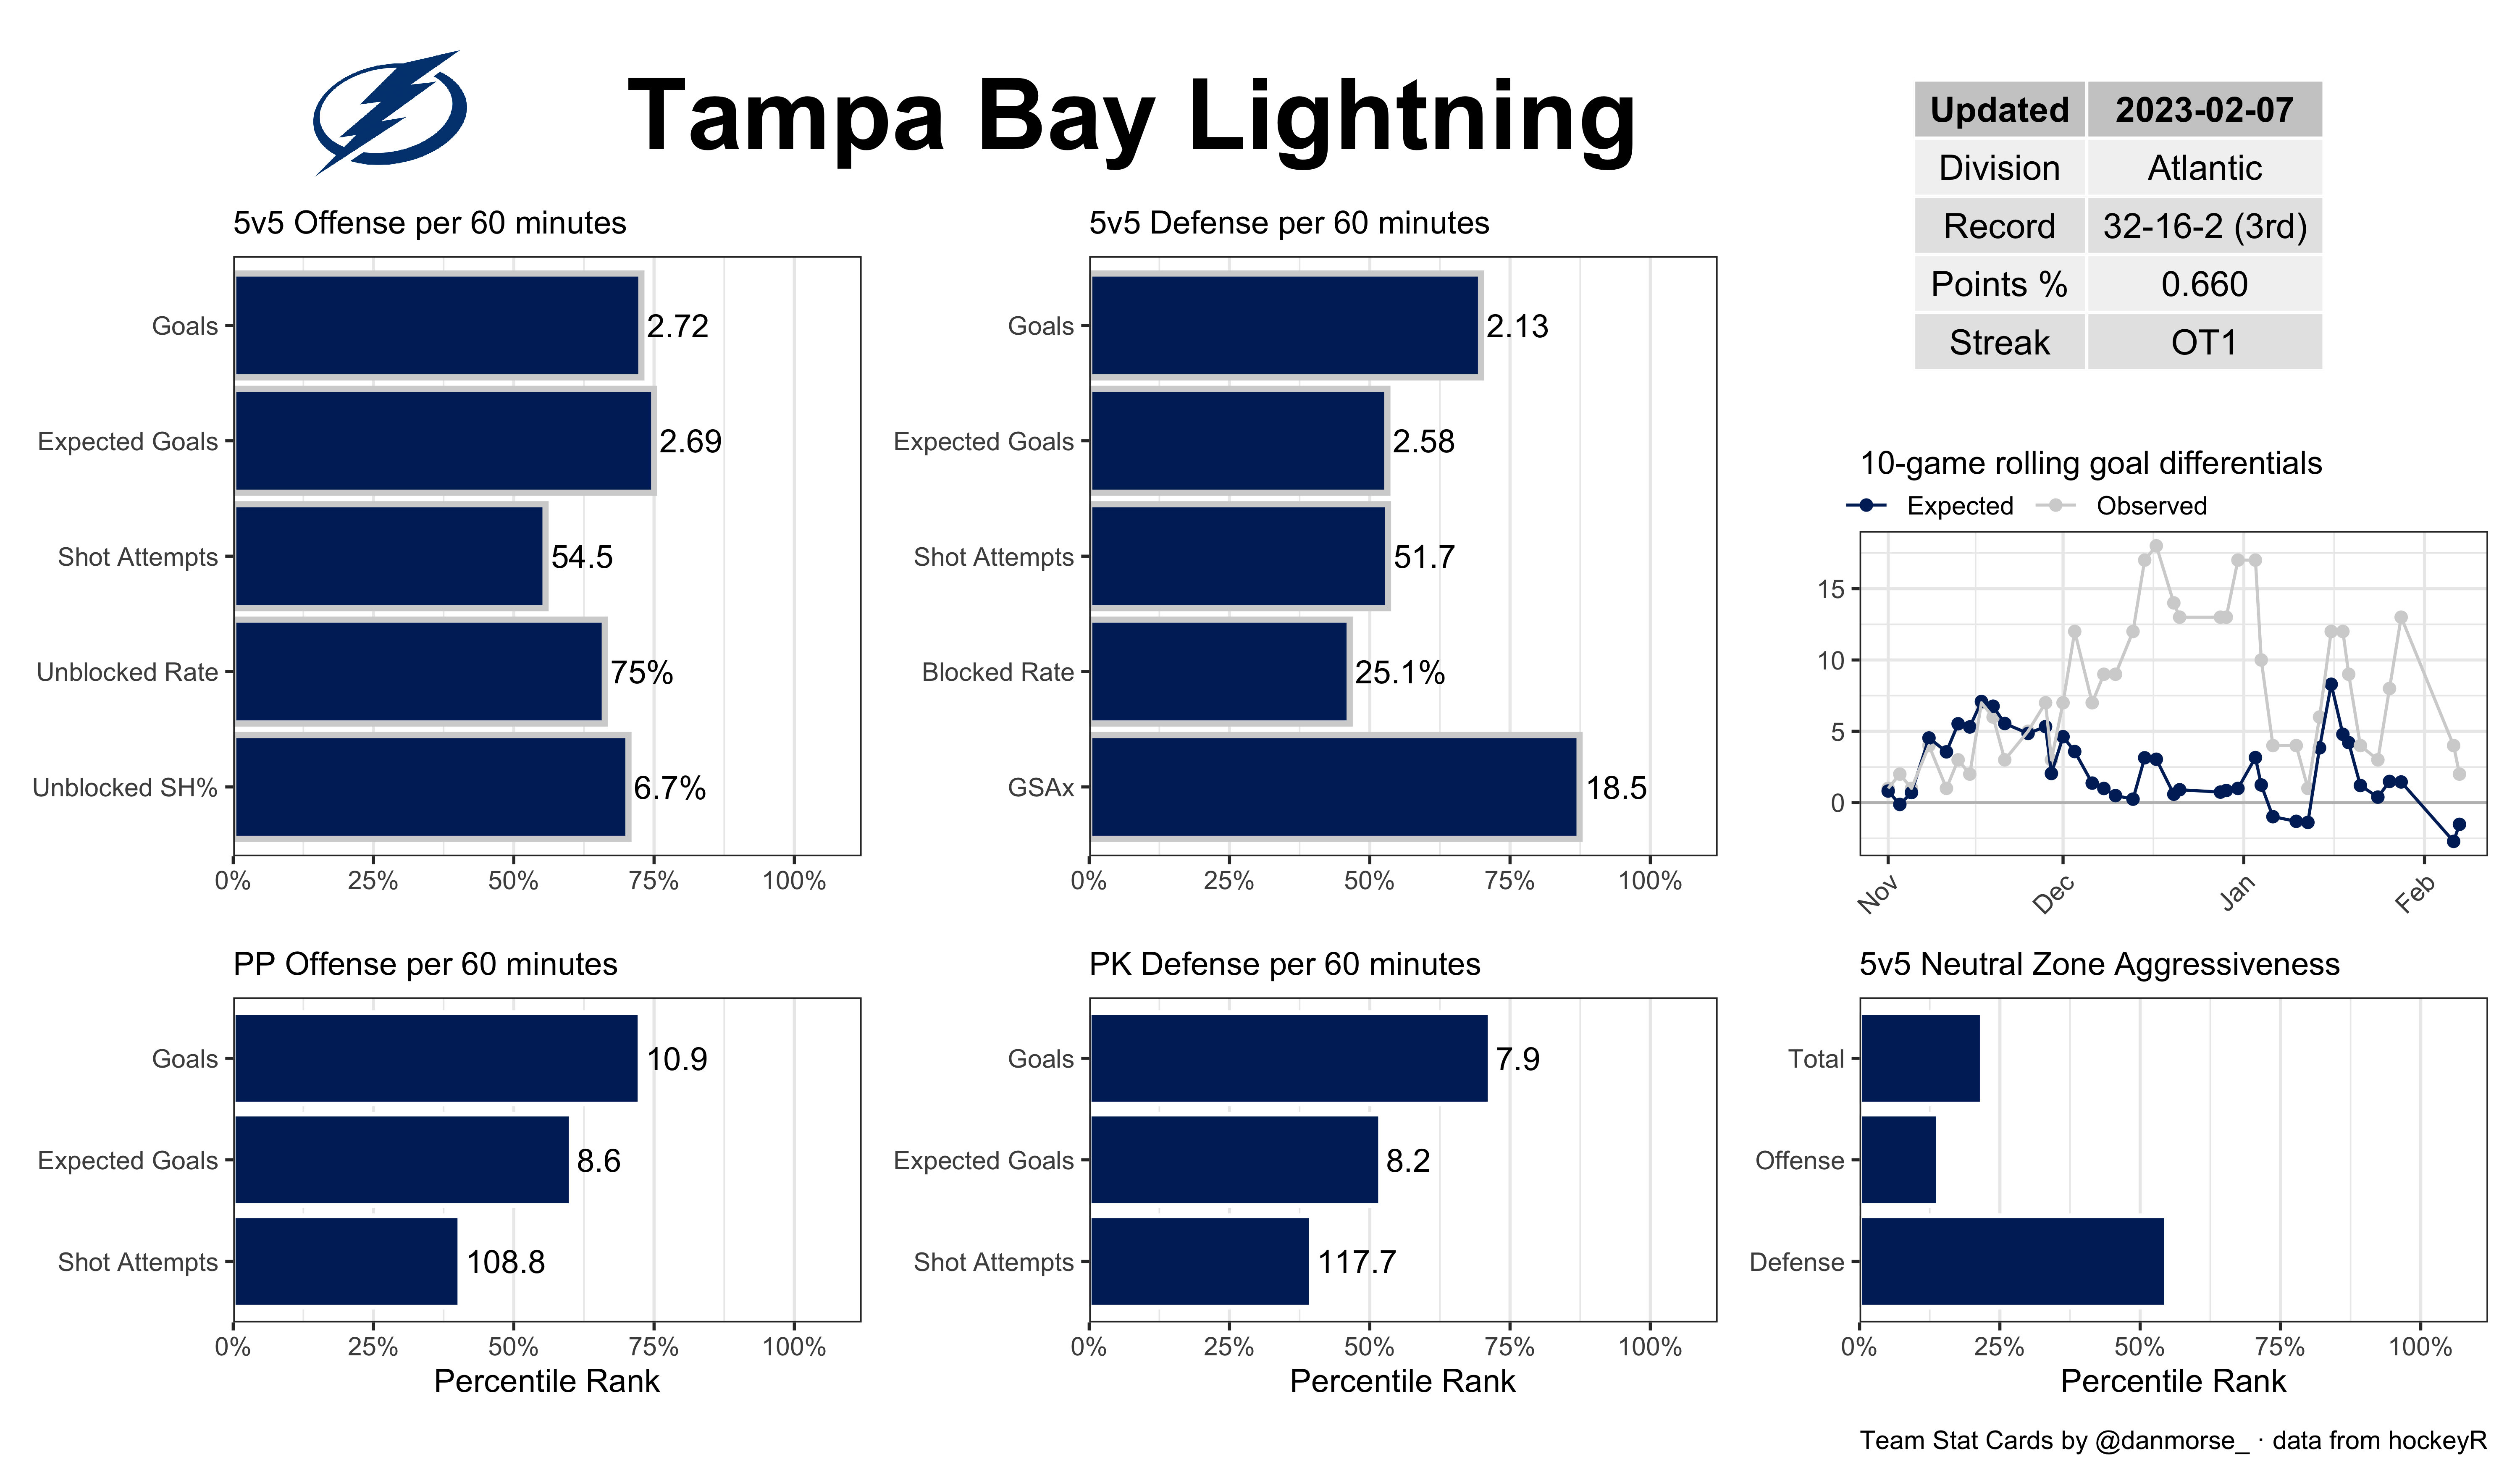 Tampa Bay Lightning
Updated 2023-02-07
Division Atlantic
Record 32-16-2 (3rd)
Points % 0.660
Streak OT1
5v5 Offense per 60 minutes
Goals 2.72
Expected Goals 2.69
Shot Attempts 54.5
Unblocked Rate 75%
Unblocked SH% 6.7%
0% 25% 50% 75% 100%
5v5 Defense per 60 minutes
Goals 2.13
Expected Goals 2.58
Shot Attempts 51.7
Blocked Rate 25.1%
GSAx 18.5
0% 25% 50% 75% 100%
10-game rolling goal differentials
Expected Observed
15
10
5
0
Nov Dec Jan Feb
PP Offense per 60 minutes
Goals 10.9
Expected Goals 8.6
Shot Attempts 108.8
0% 25% 50% 75% 100%
Percentile Rank
PK Defense per 60 minutes
Goals 7.9
Expected Goals 8.2
Shot Attempts 117.7
0% 25% 50% 75% 100%
Percentile Rank
5v5 Neutral Zone Aggressiveness
Total
Offense
Defense
0% 25% 50% 75% 100%
Percentile Rank
Team Stat Cards by @danmorse_ · data from hockeyR